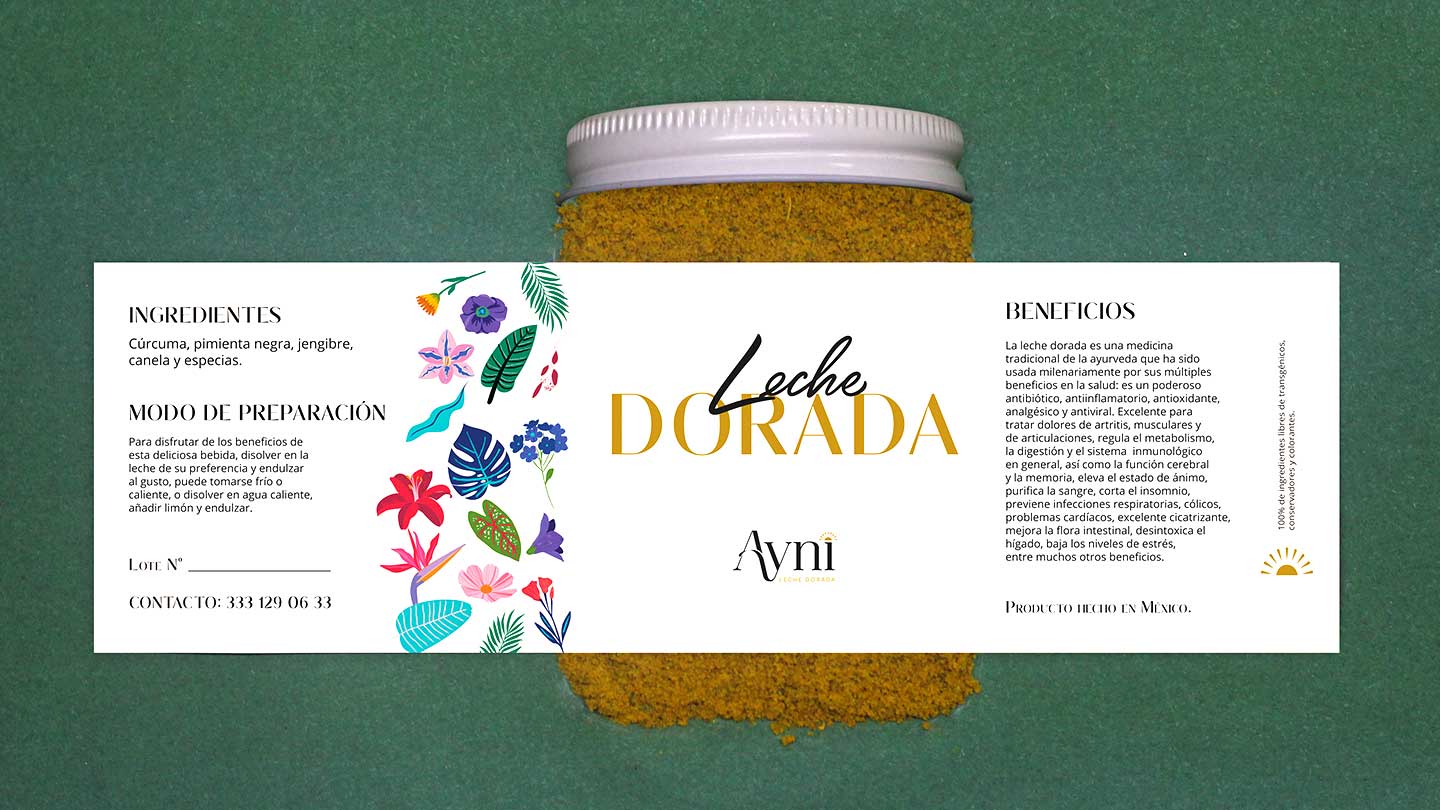 INGREDIENTES
Cúrcuma, pimienta negra, jengibre,
canela y especias.
MODO DE PREPARACIÓN
Para disfrutar de los beneficios de
esta deliciosa bebida, disolver en la
leche de su preferencia y endulzar
al gusto, puede tomarse frío o
caliente, o disolver en agua caliente,
añadir limón y endulzar.
Lote Nº
CONTACTO: 333 129 06 33
Leche
DORADA
Ayni
LECHE DORADA
BENEFICIOS
La leche dorada es una medicina
tradicional de la ayurveda que ha sido
usada milenariamente por sus múltiples
beneficios en la salud: es un poderoso
antibiótico, antiinflamatorio, antioxidante,
analgésico y antiviral. Excelente para
tratar dolores de artritis, musculares y
de articulaciones, regula el metabolismo,
la digestión y el sistema inmunológico
en general, así como la función cerebral
y la memoria, eleva el estado de ánimo,
purifica la sangre, corta el insomnio,
previene infecciones respiratorias, cólicos,
problemas cardíacos, excelente cicatrizante,
mejora la flora intestinal, desintoxica el
hígado, baja los niveles de estrés,
entre muchos otros beneficios.
Producto hecho en México.
100% de ingredientes libres de transgénicos,
conservadores y colorantes.